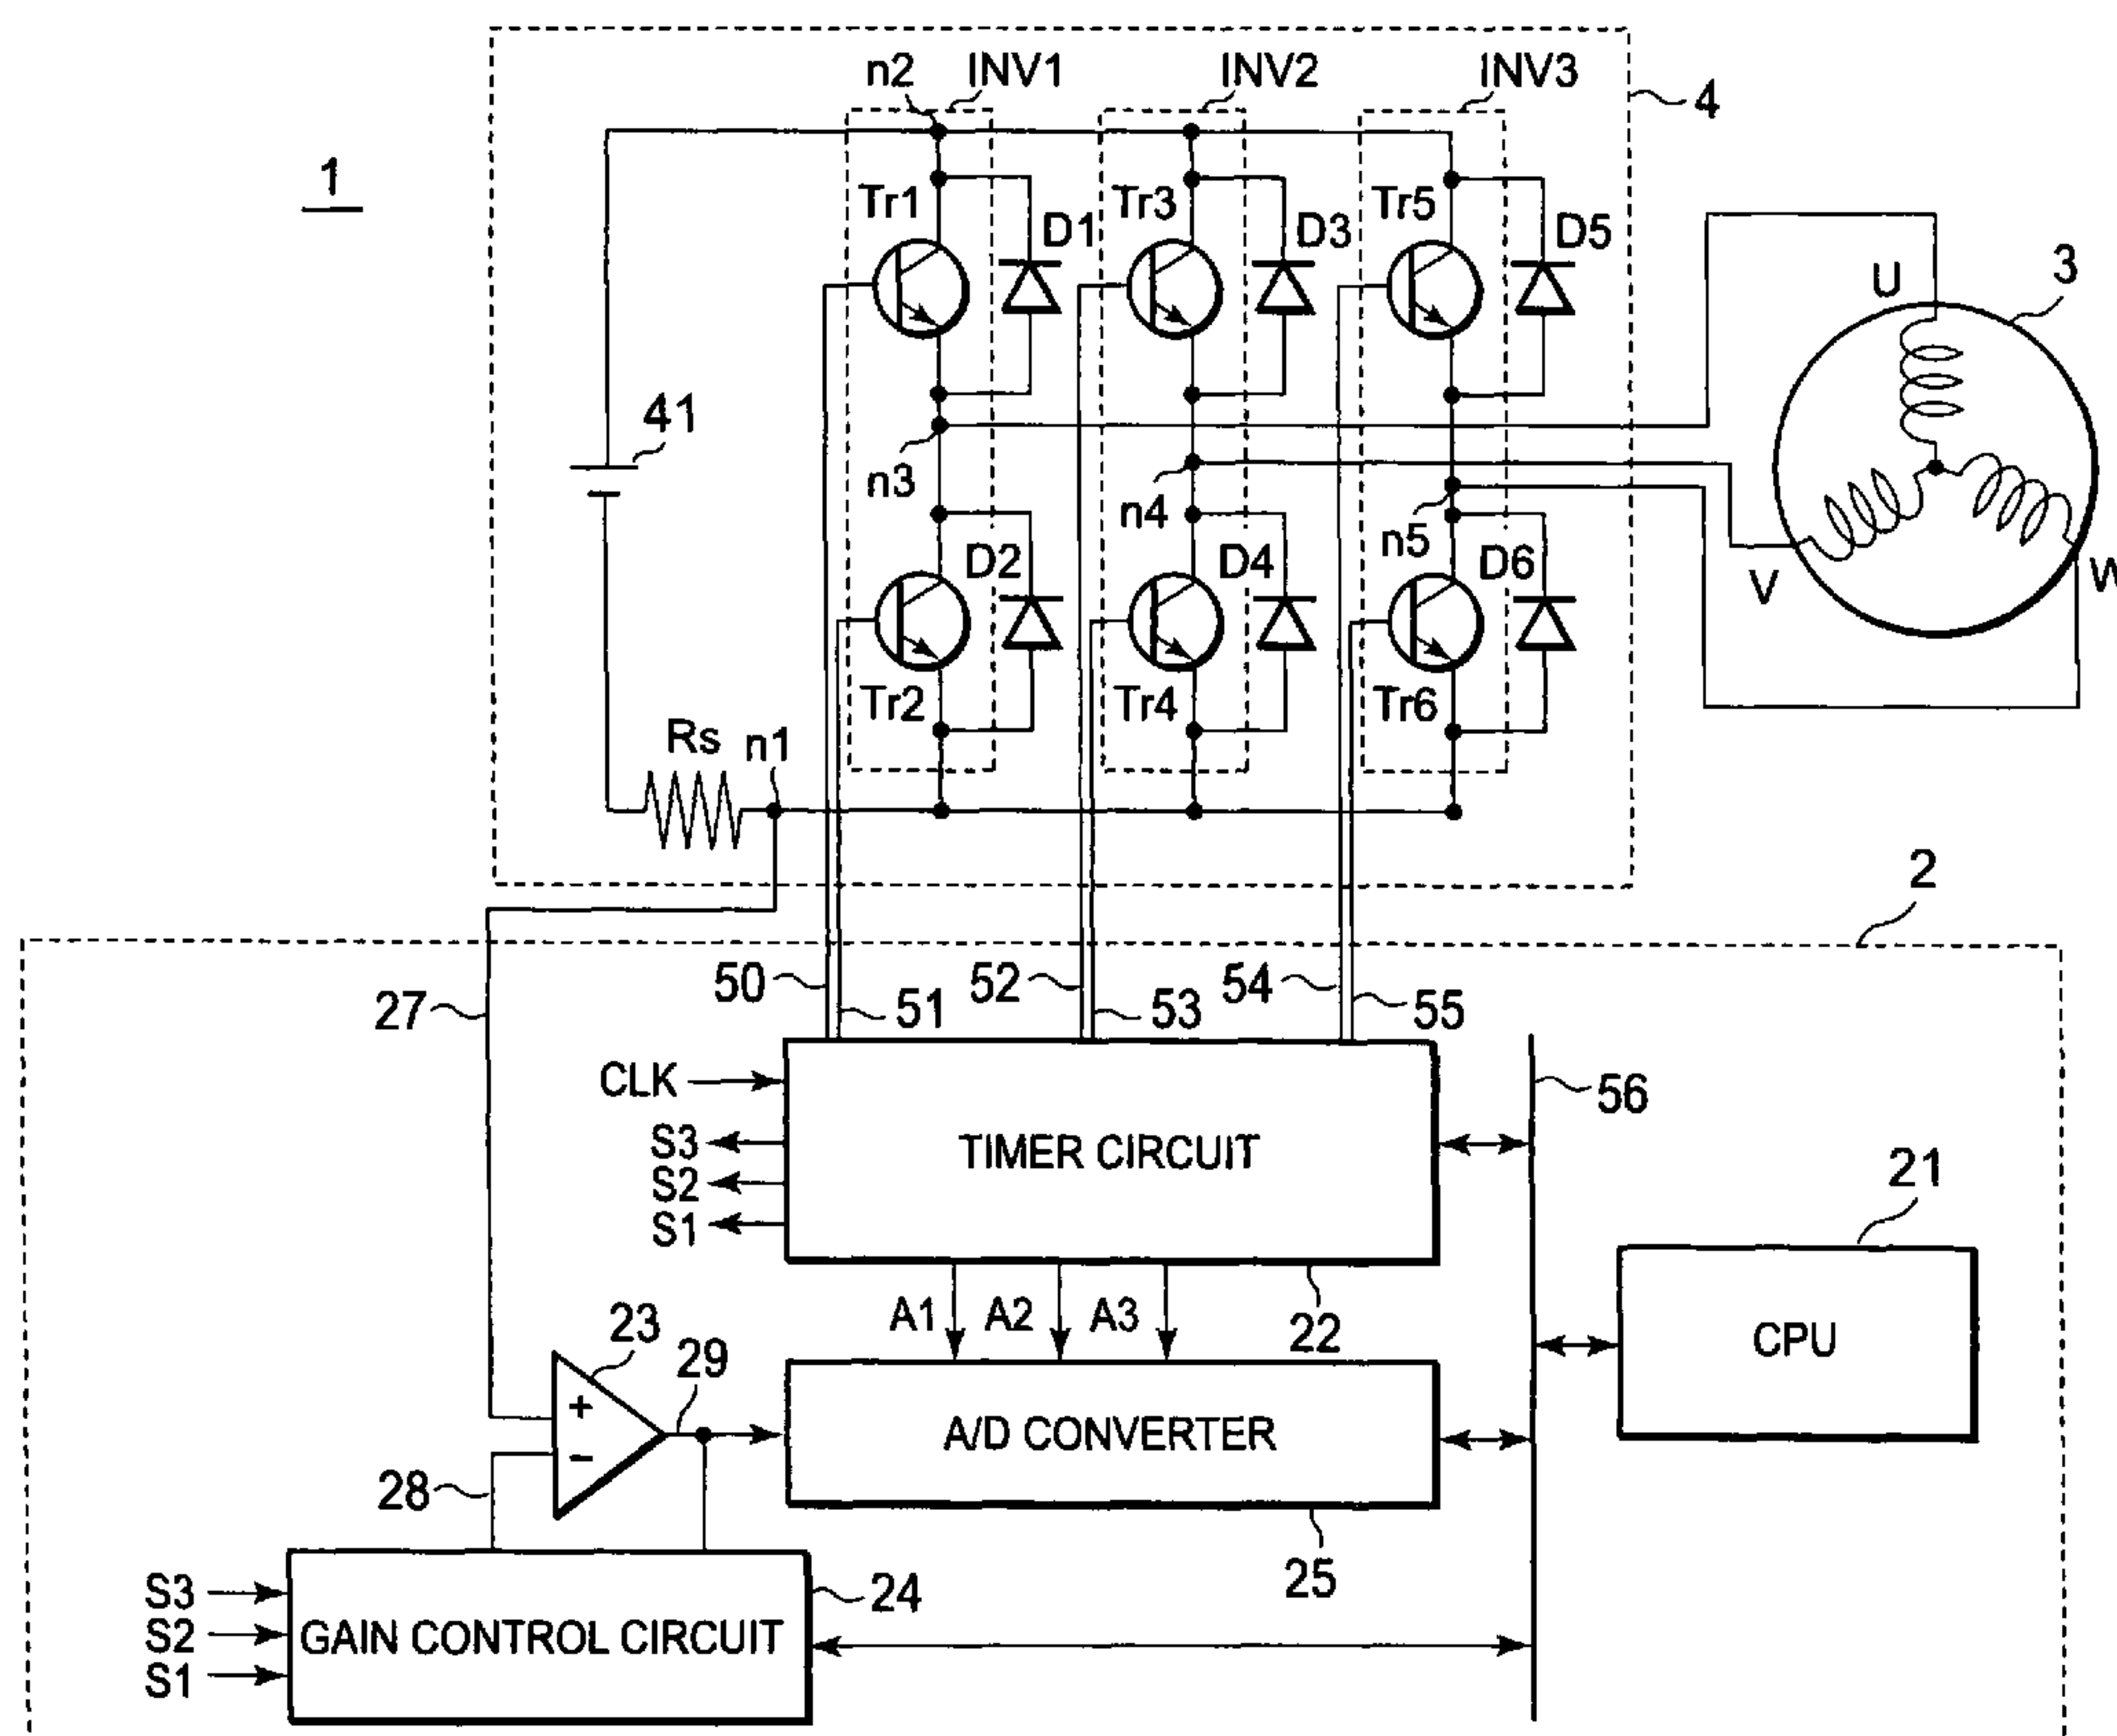 n2 INV1 INV2 INV3
4
1
Tr1 D1 Tr3 D3 Tr5 D5
U 3
41
n3 n4 n5
D2 D4 D6
V W
Tr2 Tr4 Tr6
Rs n1
2
50 51 52 53 54 55
27
CLK
S3
S2
S1
TIMER CIRCUIT
56
21
CPU
A1 A2 A3
22
23
29
+
-
A/D CONVERTER
28
25
24
S3
S2
S1
GAIN CONTROL CIRCUIT